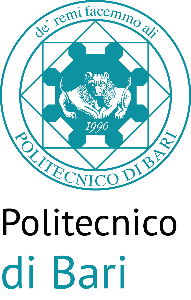 de' remi facemmo ali
1990
POLITECNICO DI BARI
Politecnico
di Bari